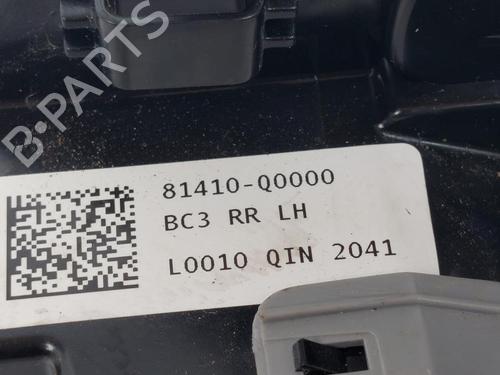 B-PARTS
81410-Q0000
BC3 RR LH
L0010 QIN 2041